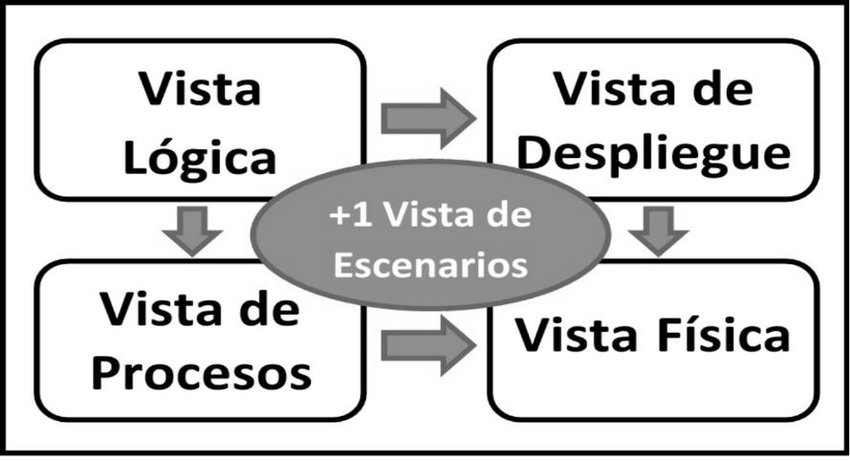 Vista
Lógica
Vista de
Despliegue
+1 Vista de
Escenarios
Vista de
Procesos
Vista Física